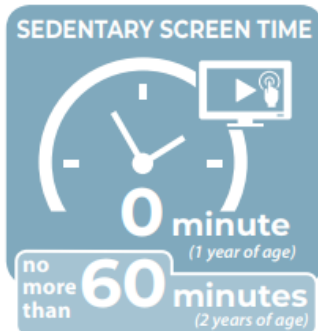 SEDENTARY SCREEN TIME
0 minute
(1 year of age)
no more than 60 minutes
(2 years of age)